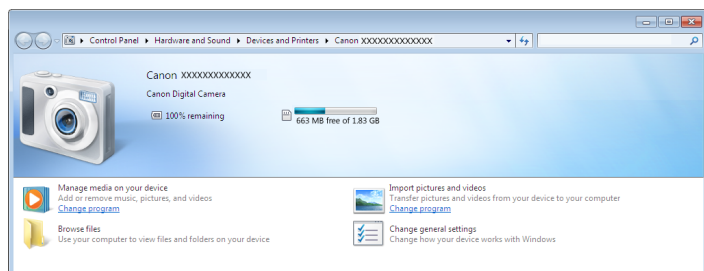 Control Panel ▸ Hardware and Sound ▸ Devices and Printers ▸ Canon XXXXXXXXXXXXX
Canon XXXXXXXXXXXXX
Canon Digital Camera
100% remaining
663 MB free of 1.83 GB
Manage media on your device
Add or remove music, pictures, and videos
Change program
Import pictures and videos
Transfer pictures and videos from your device to your computer
Change program
Browse files
Use your computer to view files and folders on your device
Change general settings
Change how your device works with Windows